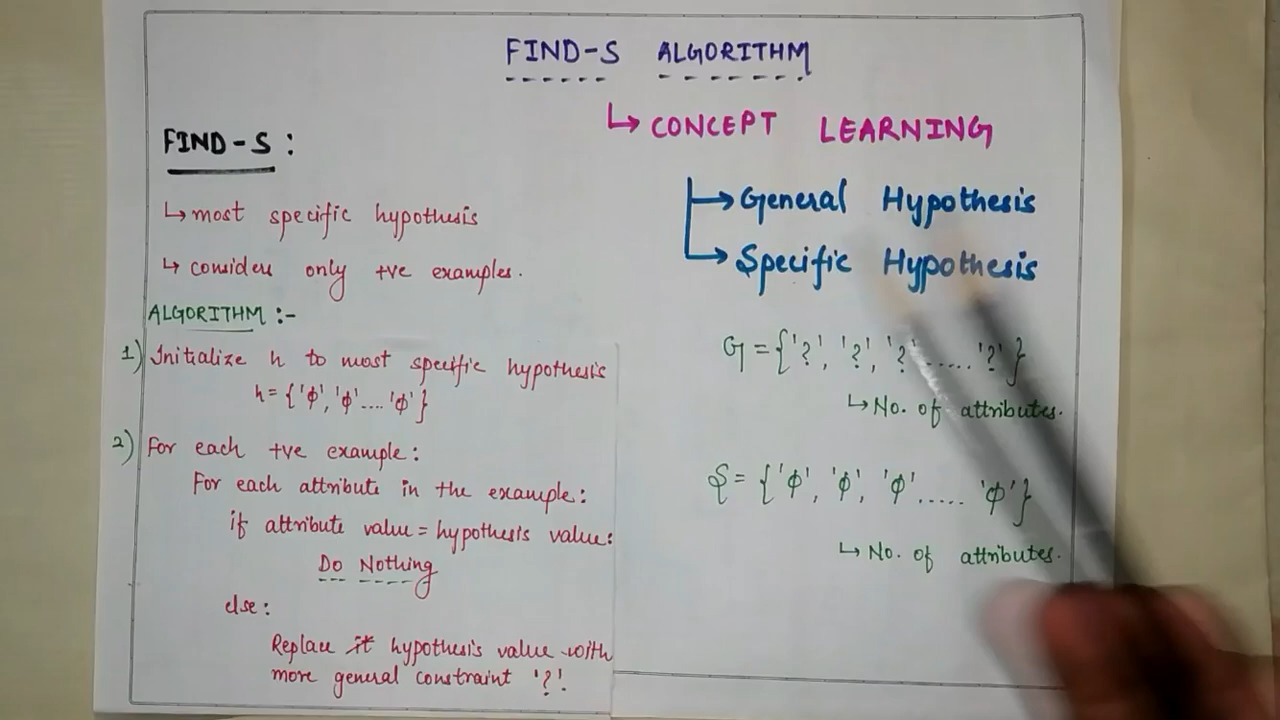 FIND-S ALGORITHM
↳ CONCEPT LEARNING
FIND-S :
↳ most specific hypothesis
↳ considers only +ve examples.
ALGORITHM :-
1) Initialize h to most specific hypothesis
h = {'ϕ', 'ϕ' .... 'ϕ'}
2) For each +ve example:
For each attribute in the example:
if attribute value = hypothesis value:
Do Nothing
else:
Replace it hypothesis value with
more general constraint '?'.
→ General Hypothesis
→ Specific Hypothesis
G = {'?', '?', '?' ..... '?'}
↳ No. of attributes.
S = {'ϕ', 'ϕ', 'ϕ' ..... 'ϕ'}
↳ No. of attributes.